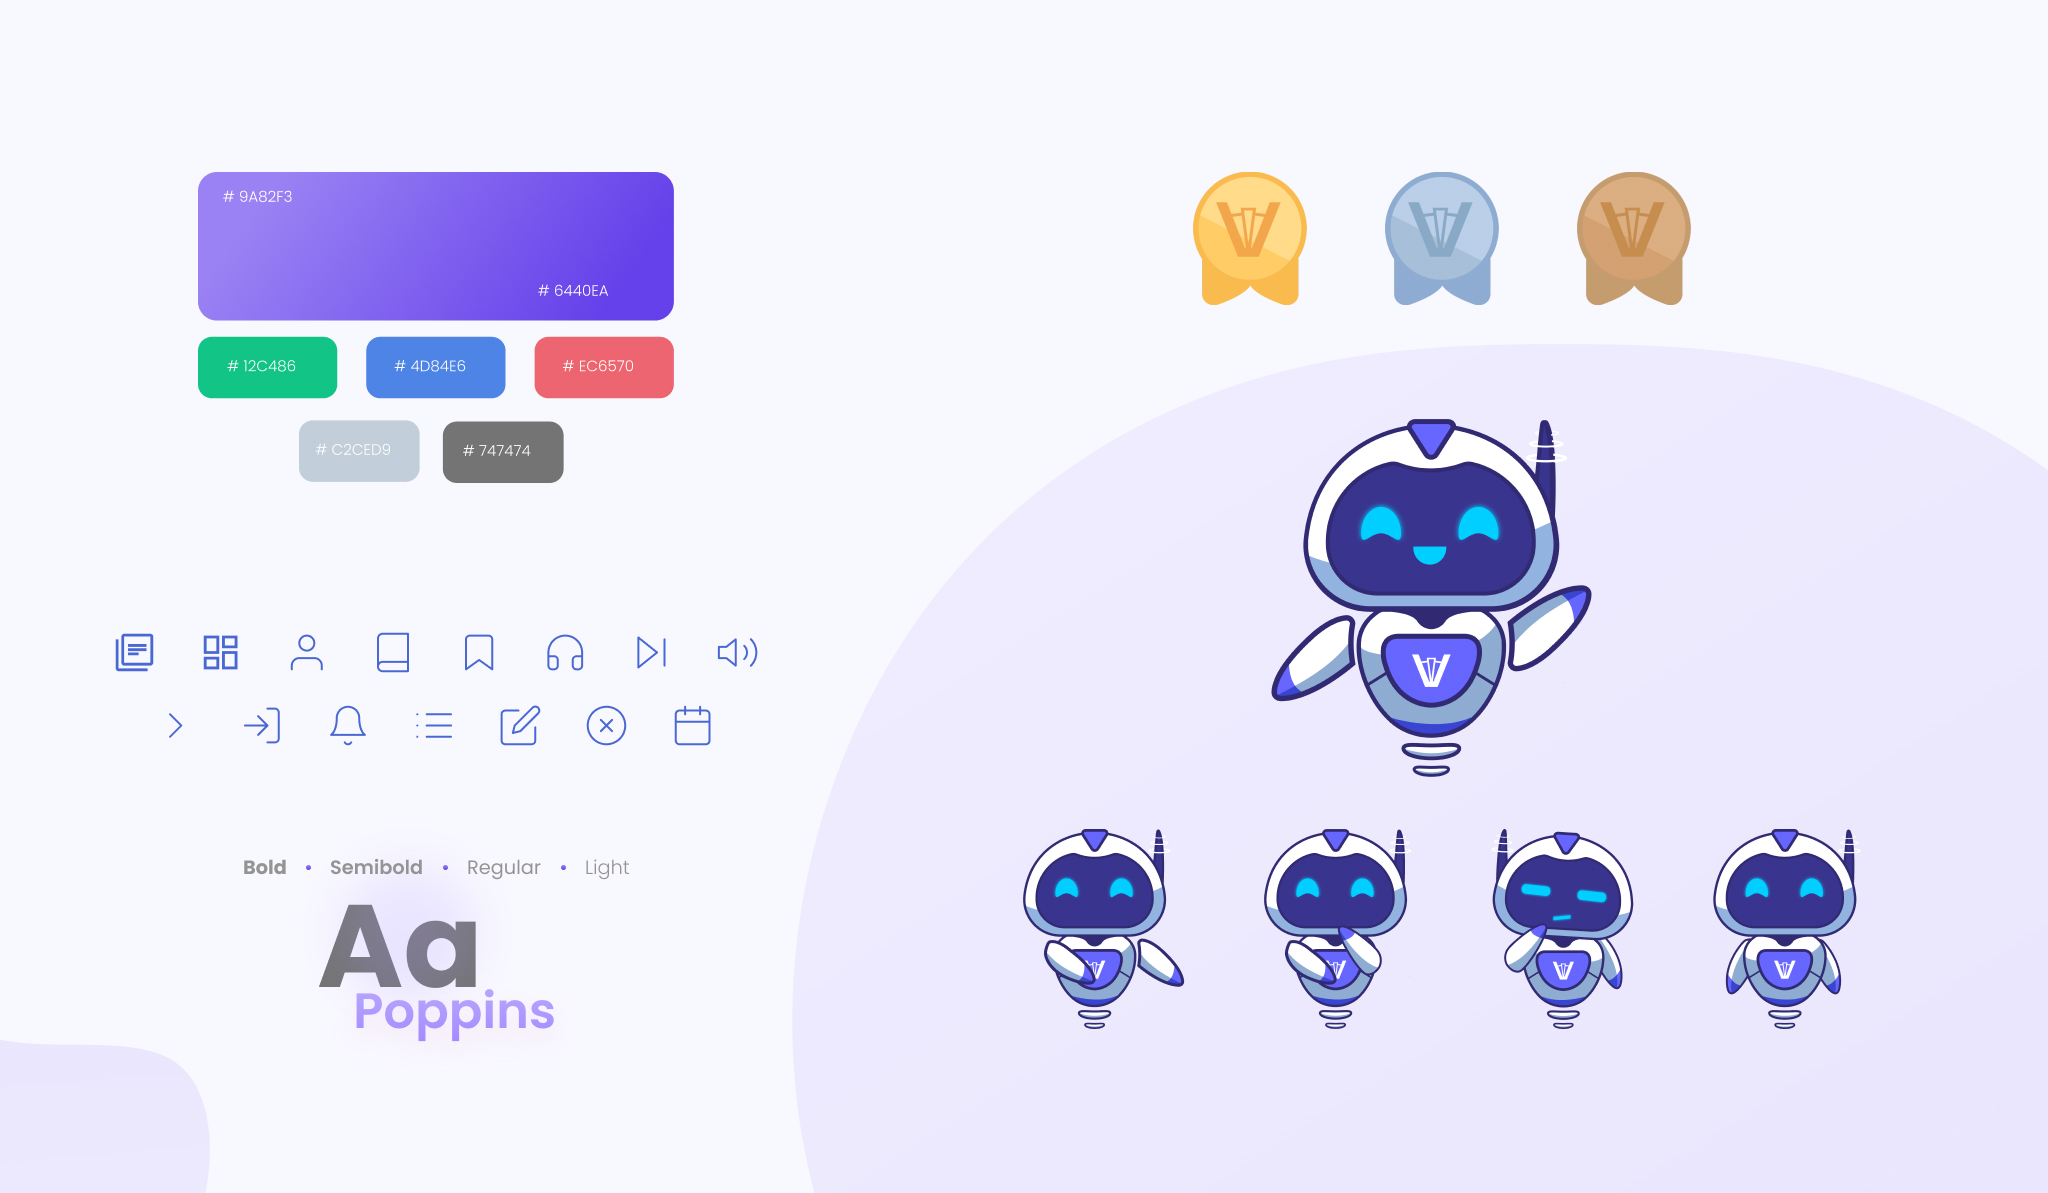 # 9A82F3
# 6440EA
# 12C486 # 4D84E6 # EC6570
# C2CED9 # 747474
Bold • Semibold • Regular • Light
Aa
Poppins